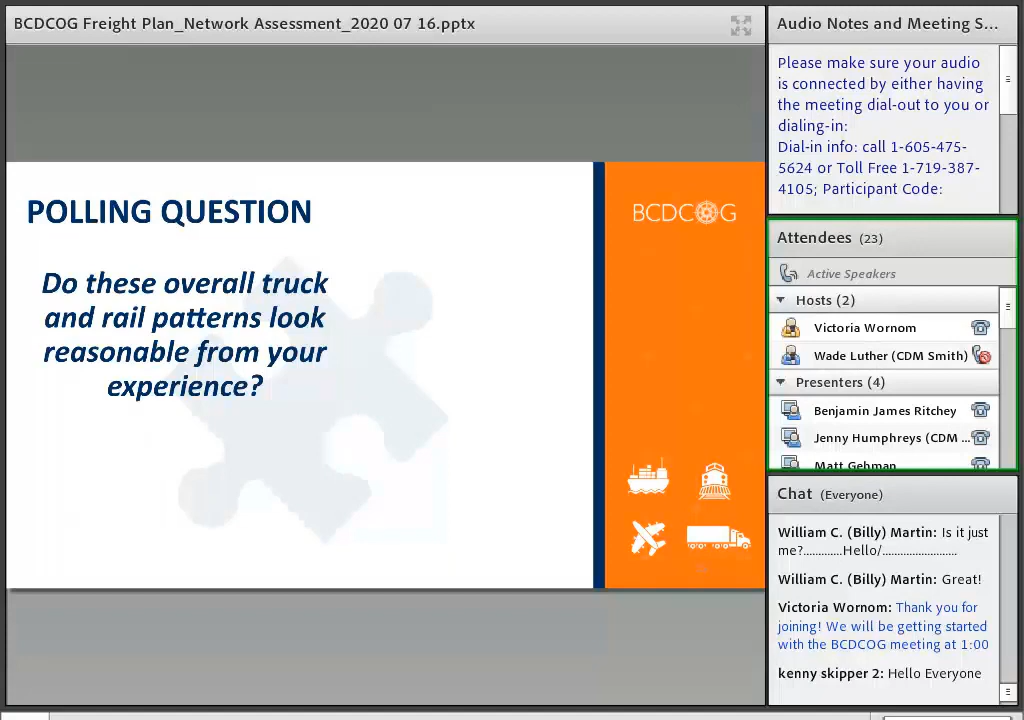 BCDCOG Freight Plan_Network Assessment_2020 07 16.pptx
POLLING QUESTION
Do these overall truck
and rail patterns look
reasonable from your
experience?
BCDCOG
Audio Notes and Meeting S...
Please make sure your audio
is connected by either having
the meeting dial-out to you or
dialing-in:
Dial-in info: call 1-605-475-
5624 or Toll Free 1-719-387-
4105; Participant Code:
Attendees (23)
Active Speakers
Hosts (2)
Victoria Wornom
Wade Luther (CDM Smith)
Presenters (4)
Benjamin James Ritchey
Jenny Humphreys (CDM ...
Matt Gehman
Chat (Everyone)
William C. (Billy) Martin: Is it just
me?.............Hello/........................
William C. (Billy) Martin: Great!
Victoria Wornom: Thank you for
joining! We will be getting started
with the BCDCOG meeting at 1:00
kenny skipper 2: Hello Everyone